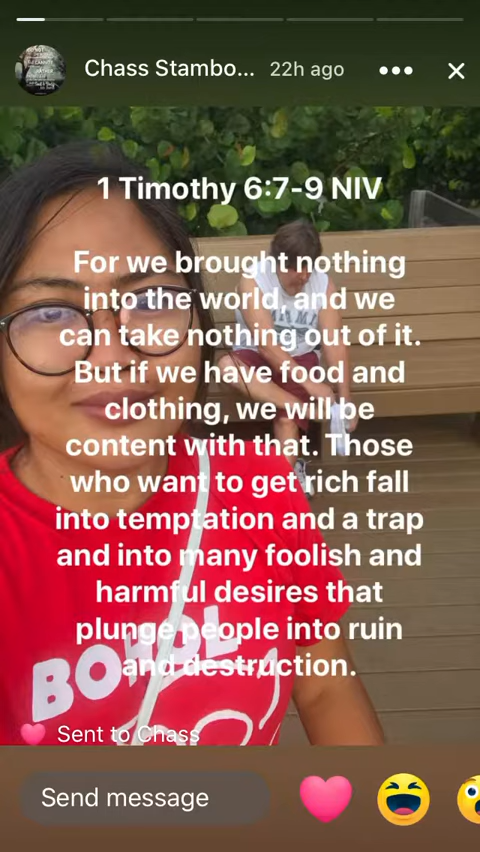 Chass Stambo... 22h ago
1 Timothy 6:7-9 NIV
For we brought nothing
into the world, and we
can take nothing out of it.
But if we have food and
clothing, we will be
content with that. Those
who want to get rich fall
into temptation and a trap
and into many foolish and
harmful desires that
plunge people into ruin
and destruction.
Sent to Chass
Send message